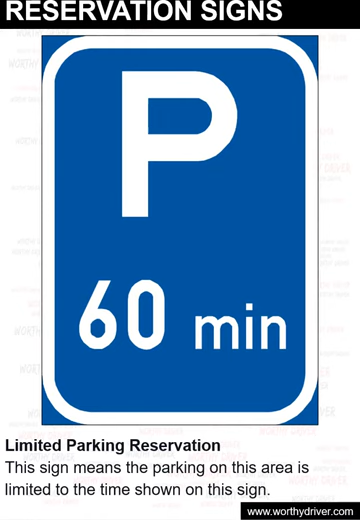 RESERVATION SIGNS
P
60 min
Limited Parking Reservation
This sign means the parking on this area is
limited to the time shown on this sign.
www.worthydriver.com